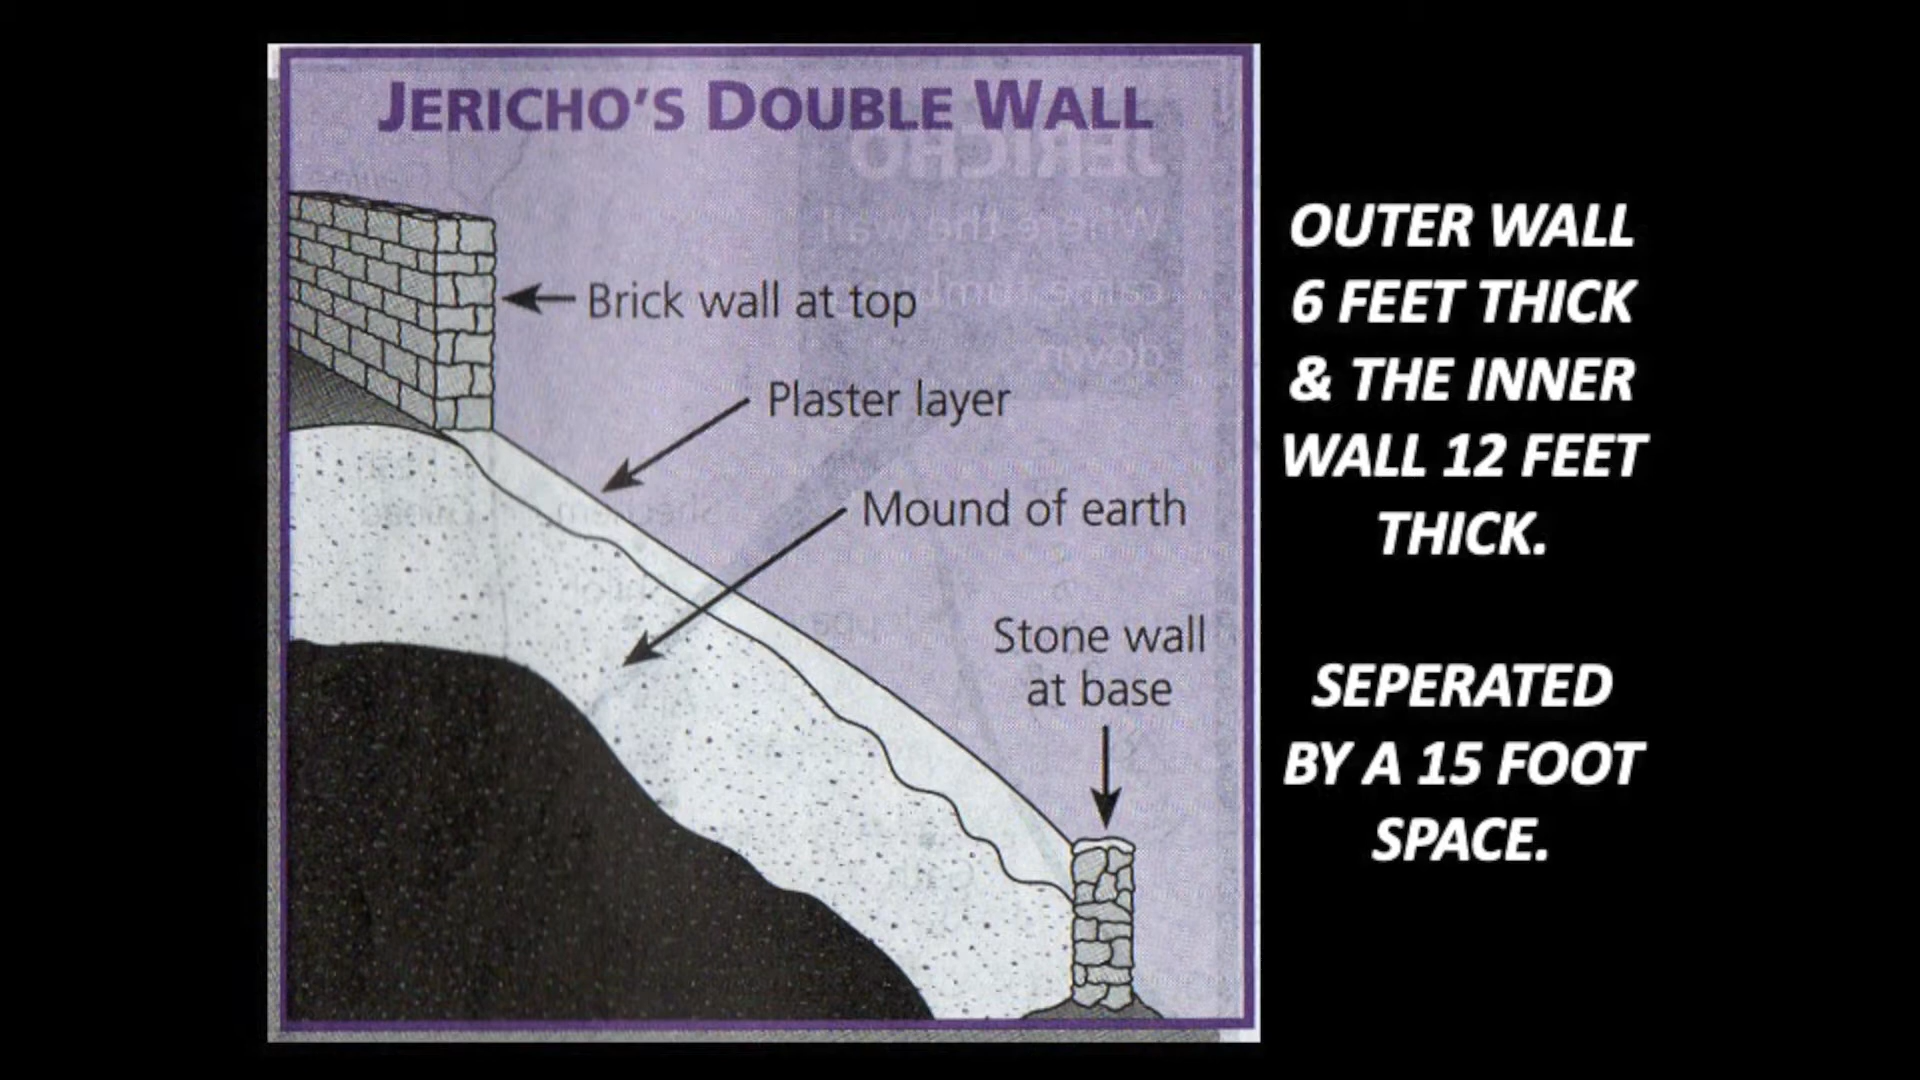 JERICHO'S DOUBLE WALL
Brick wall at top
Plaster layer
Mound of earth
Stone wall
at base
OUTER WALL
6 FEET THICK
& THE INNER
WALL 12 FEET
THICK.
SEPERATED
BY A 15 FOOT
SPACE.